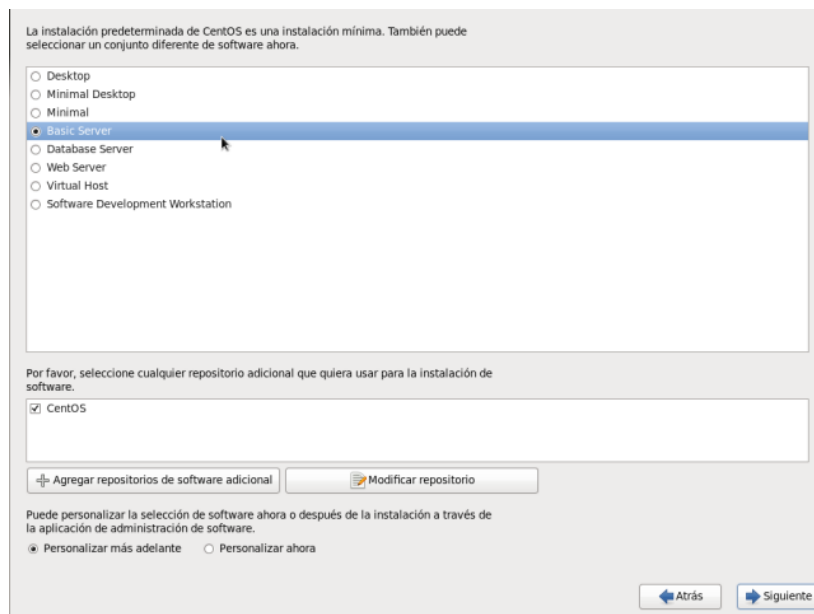 La instalación predeterminada de CentOS es una instalación mínima. También puede
seleccionar un conjunto diferente de software ahora.
Desktop
Minimal Desktop
Minimal
Basic Server
Database Server
Web Server
Virtual Host
Software Development Workstation
Por favor, seleccione cualquier repositorio adicional que quiera usar para la instalación de
software.
CentOS
Agregar repositorios de software adicional
Modificar repositorio
Puede personalizar la selección de software ahora o después de la instalación a través de
la aplicación de administración de software.
Personalizar más adelante
Personalizar ahora
Atrás
Siguiente